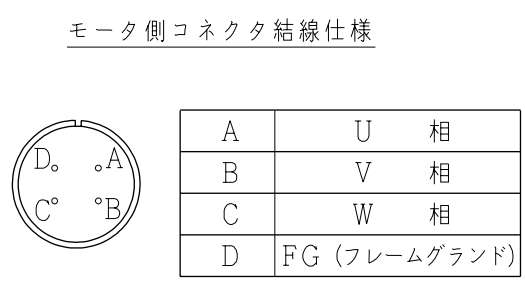 モータ側コネクタ結線仕様
D A
C B
A U 相
B V 相
C W 相
D FG (フレームグランド)